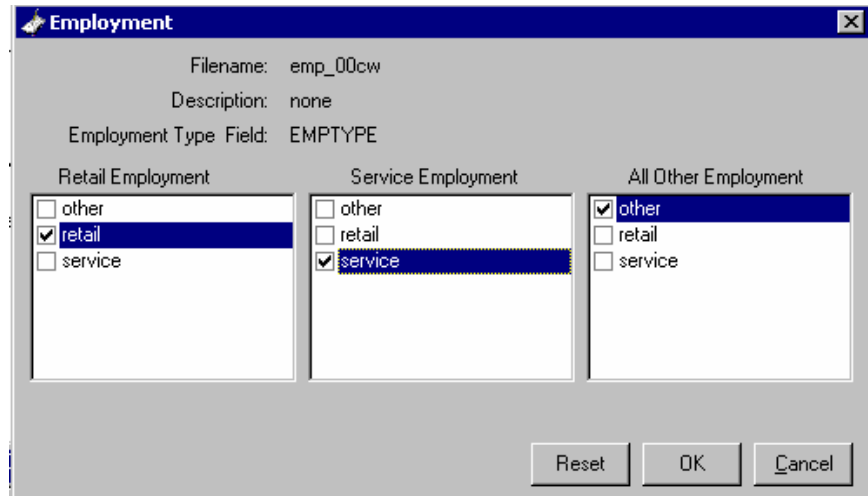 Employment
Filename: emp_00cw
Description: none
Employment Type Field: EMPTYPE
Retail Employment
other
retail
service
Service Employment
other
retail
service
All Other Employment
other
retail
service
Reset OK Cancel